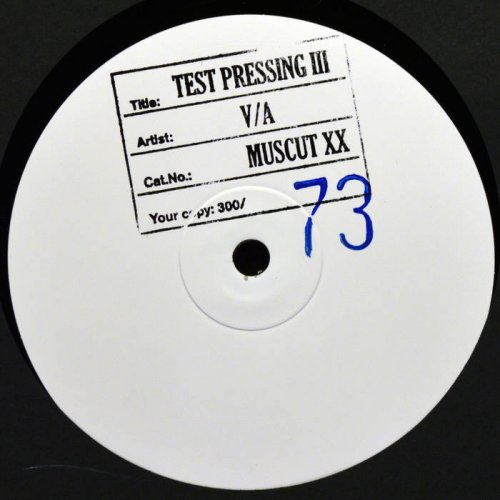 Title: TEST PRESSING III
Artist: V/A
Cat.No.: MUSCUT XX
Your copy: 300/ 73